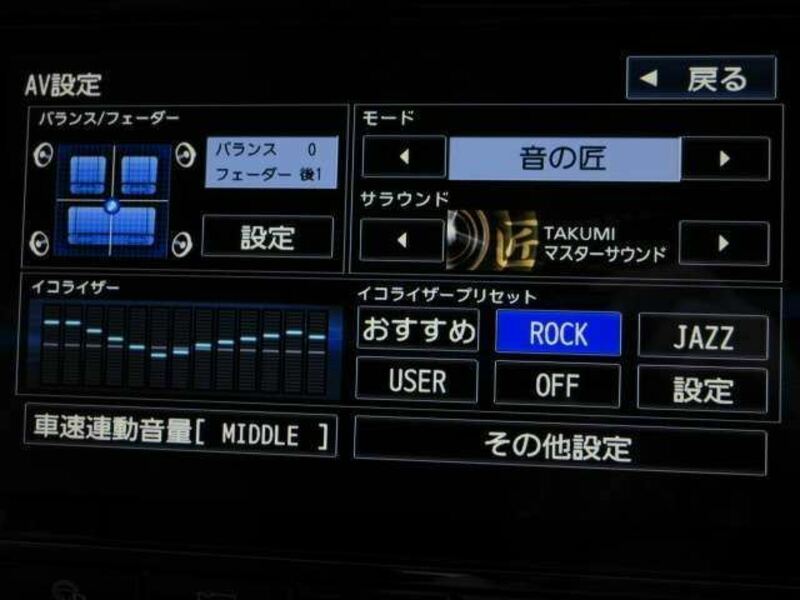 AV設定
戻る
バランス/フェーダー
バランス 0
フェーダー 後1
設定
モード
音の匠
サラウンド
匠
TAKUMI
マスターサウンド
イコライザー
イコライザープリセット
おすすめ ROCK JAZZ
USER OFF 設定
車速連動音量[ MIDDLE ]
その他設定